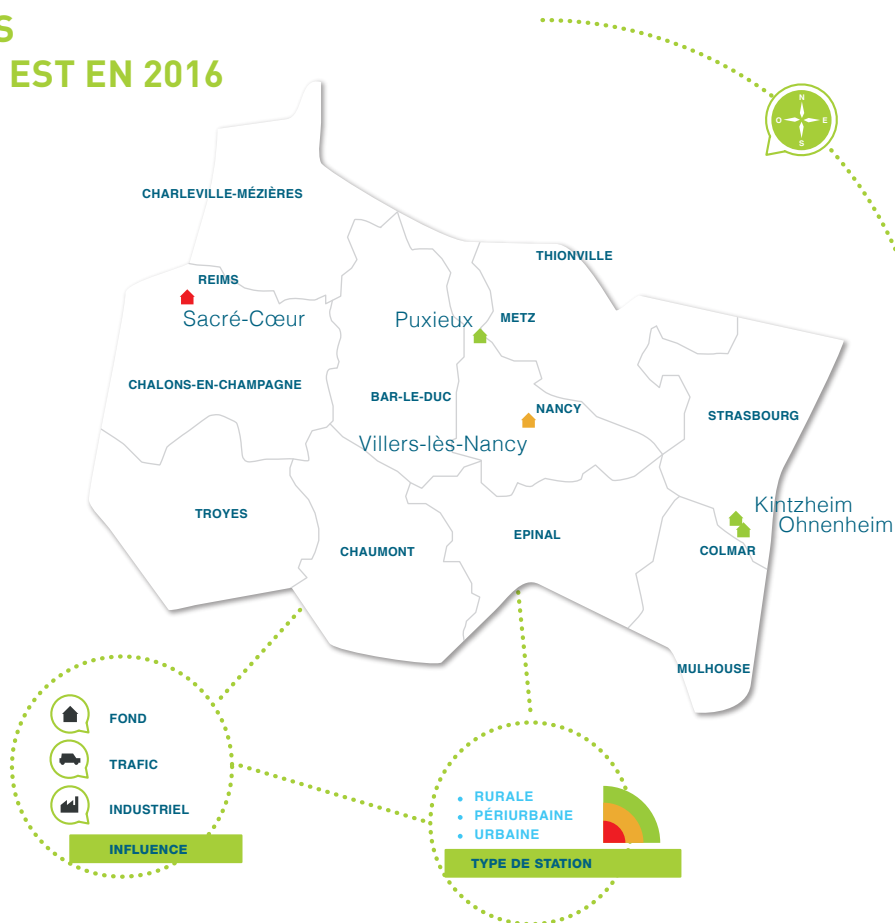 S
EST EN 2016
N
O E
S
CHARLEVILLE-MÉZIÈRES
THIONVILLE
REIMS
Sacré-Cœur
Puxieux
METZ
CHALONS-EN-CHAMPAGNE
BAR-LE-DUC
NANCY
STRASBOURG
Villers-lès-Nancy
Kintzheim
Ohnenheim
TROYES
EPINAL
CHAUMONT
COLMAR
MULHOUSE
FOND
TRAFIC
INDUSTRIEL
INFLUENCE
• RURALE
• PÉRIURBAINE
• URBAINE
TYPE DE STATION